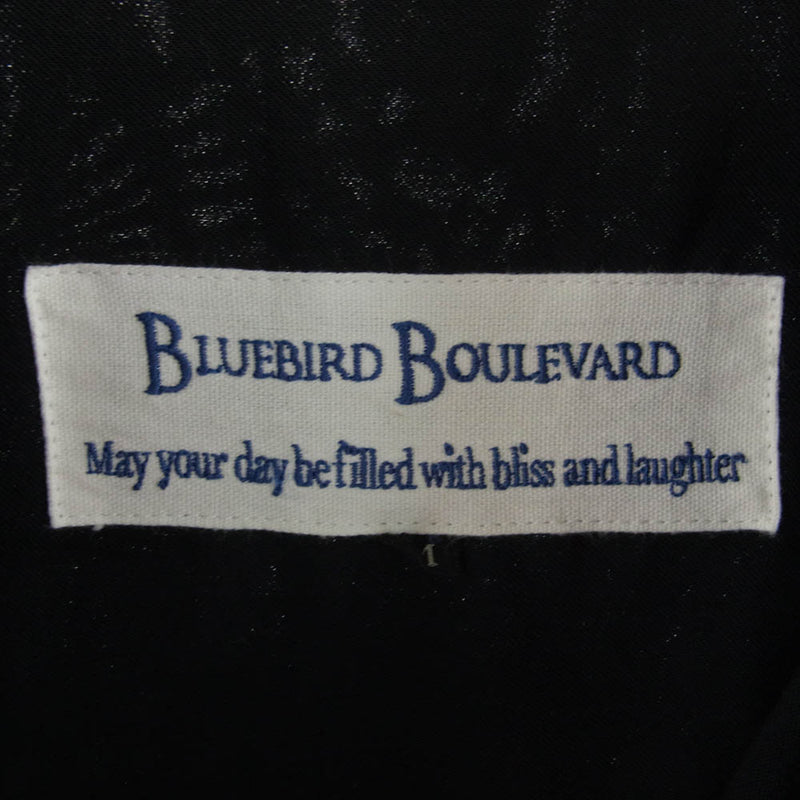 BLUEBIRD BOULEVARD
May your day be filled with bliss and laughter
1